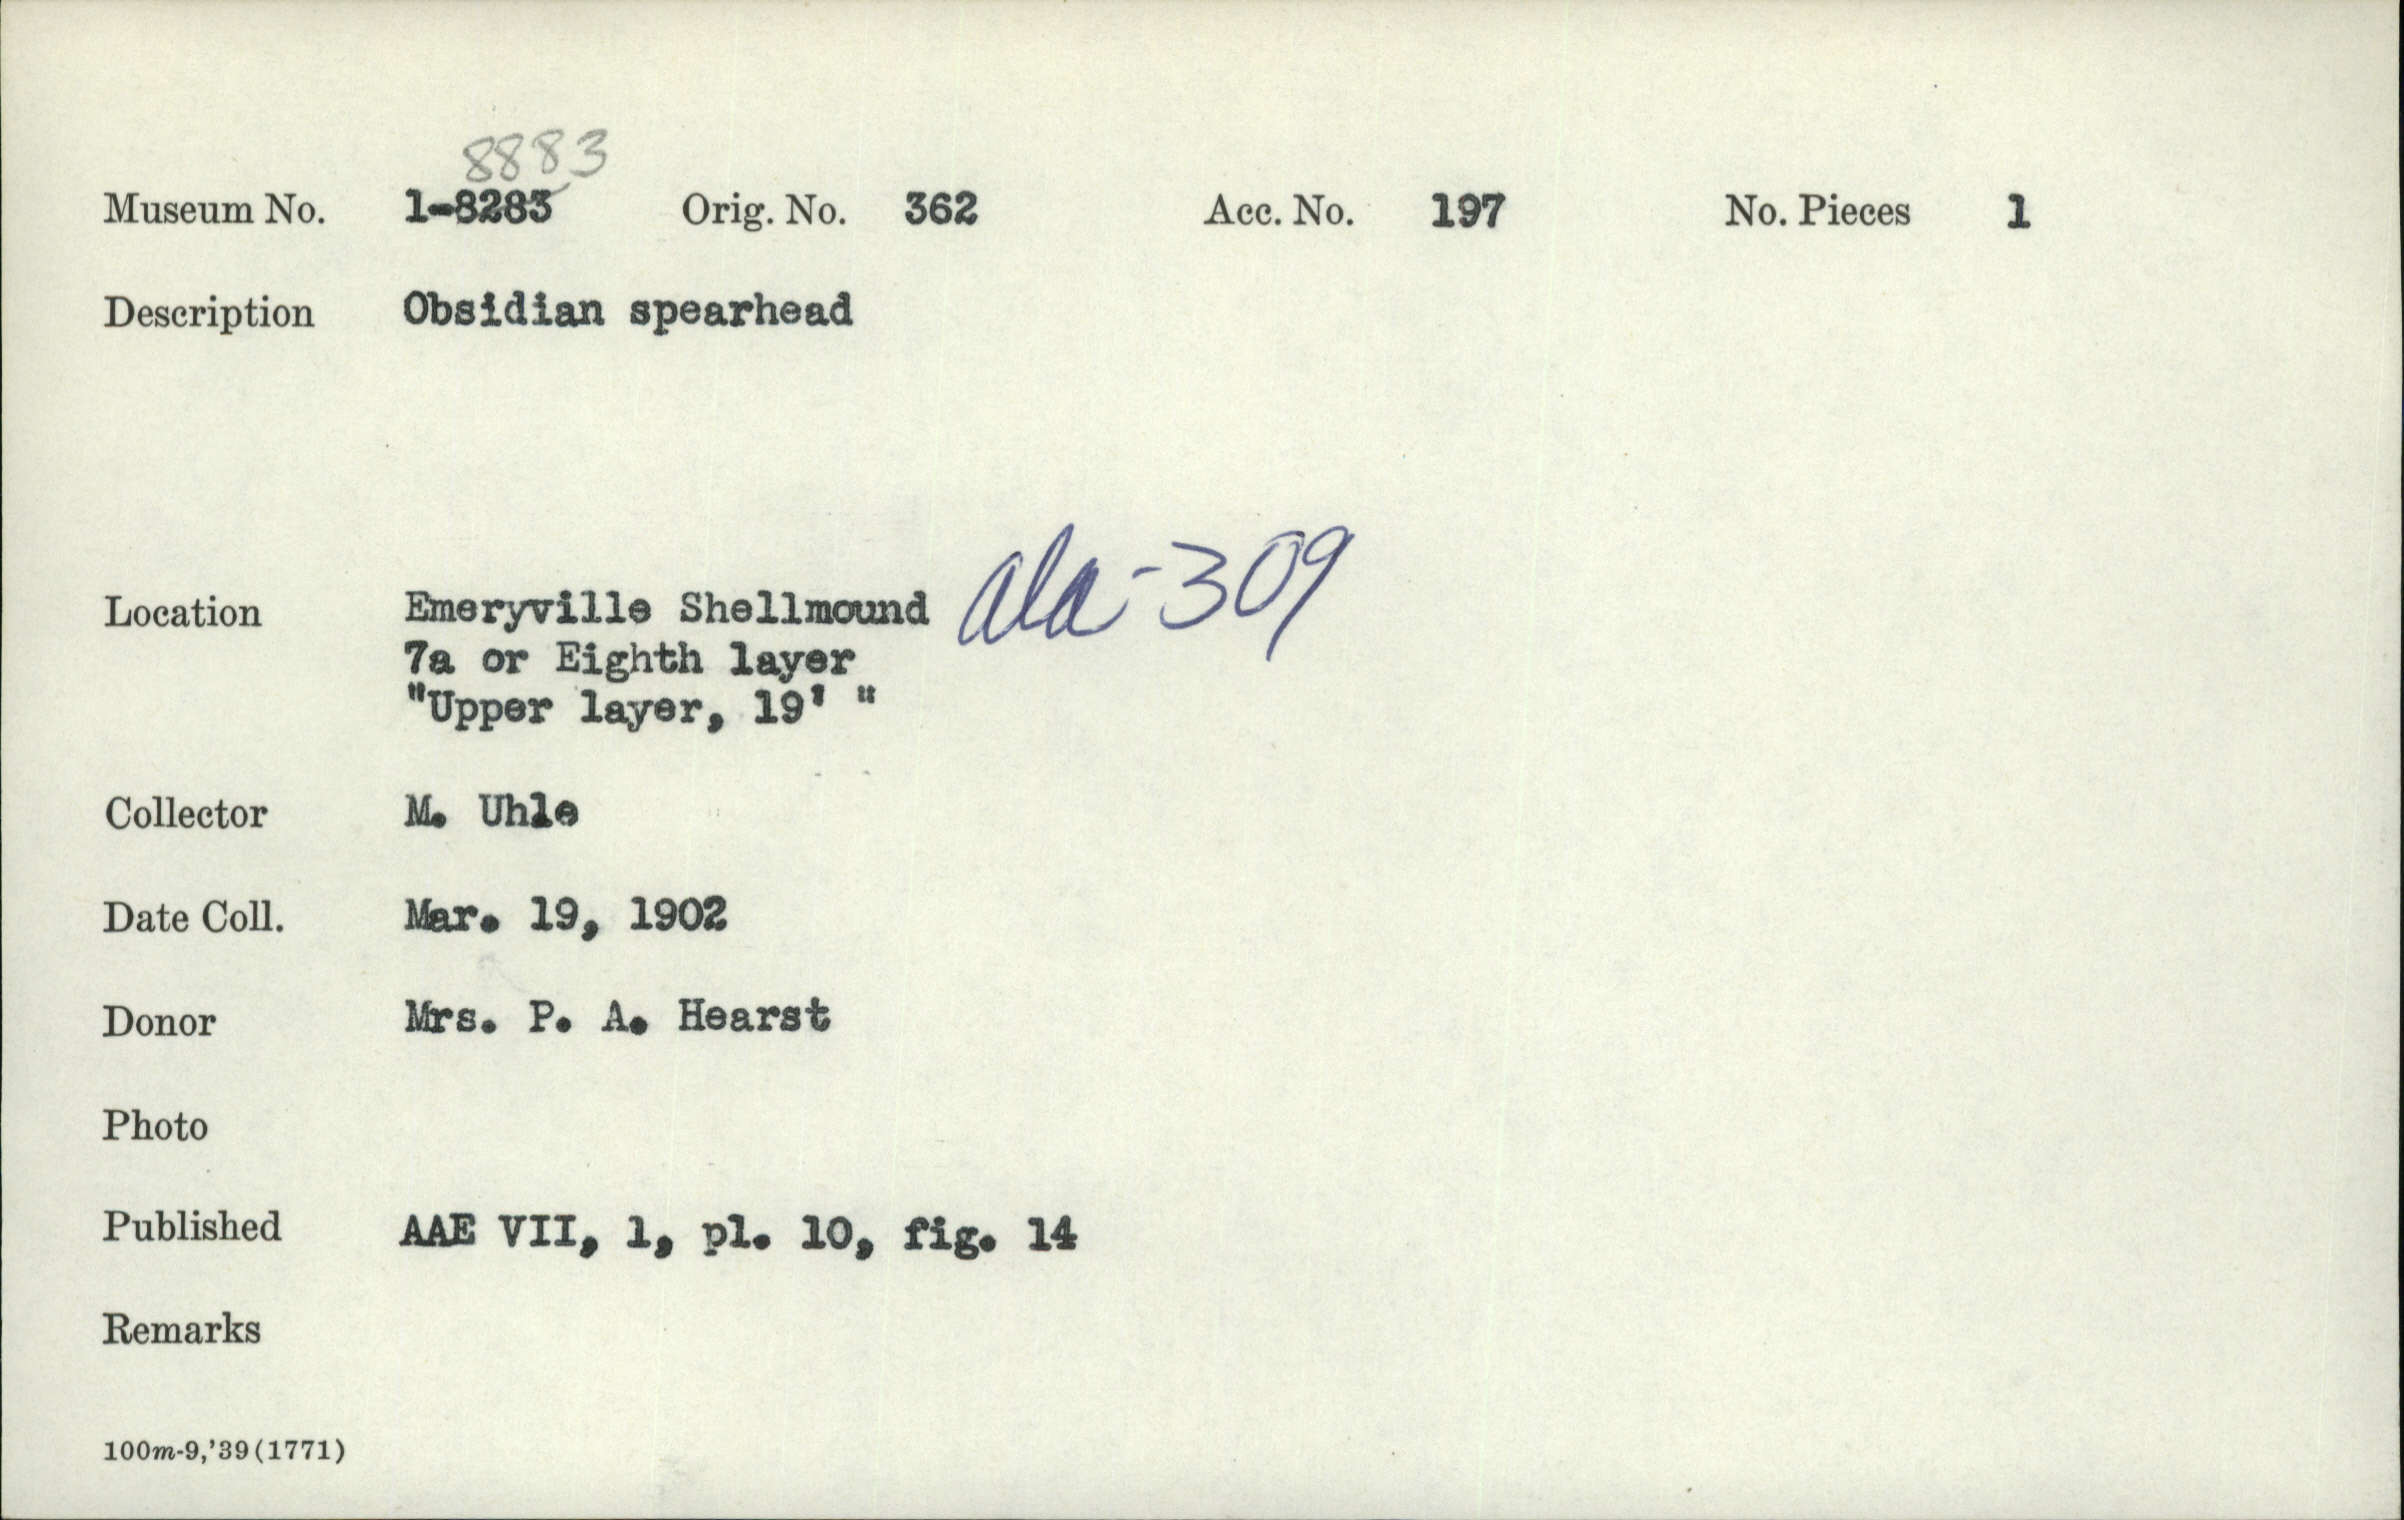 8883
Museum No. 1-8283 Orig. No. 362 Acc. No. 197 No. Pieces 1
Description Obsidian spearhead
Location Emeryville Shellmound Ala-309
7a or Eighth layer
"Upper layer, 19' "
Collector M. Uhle
Date Coll. Mar. 19, 1902
Donor Mrs. P. A. Hearst
Photo
Published AAE VII, 1, pl. 10, fig. 14
Remarks
100m-9,'39(1771)